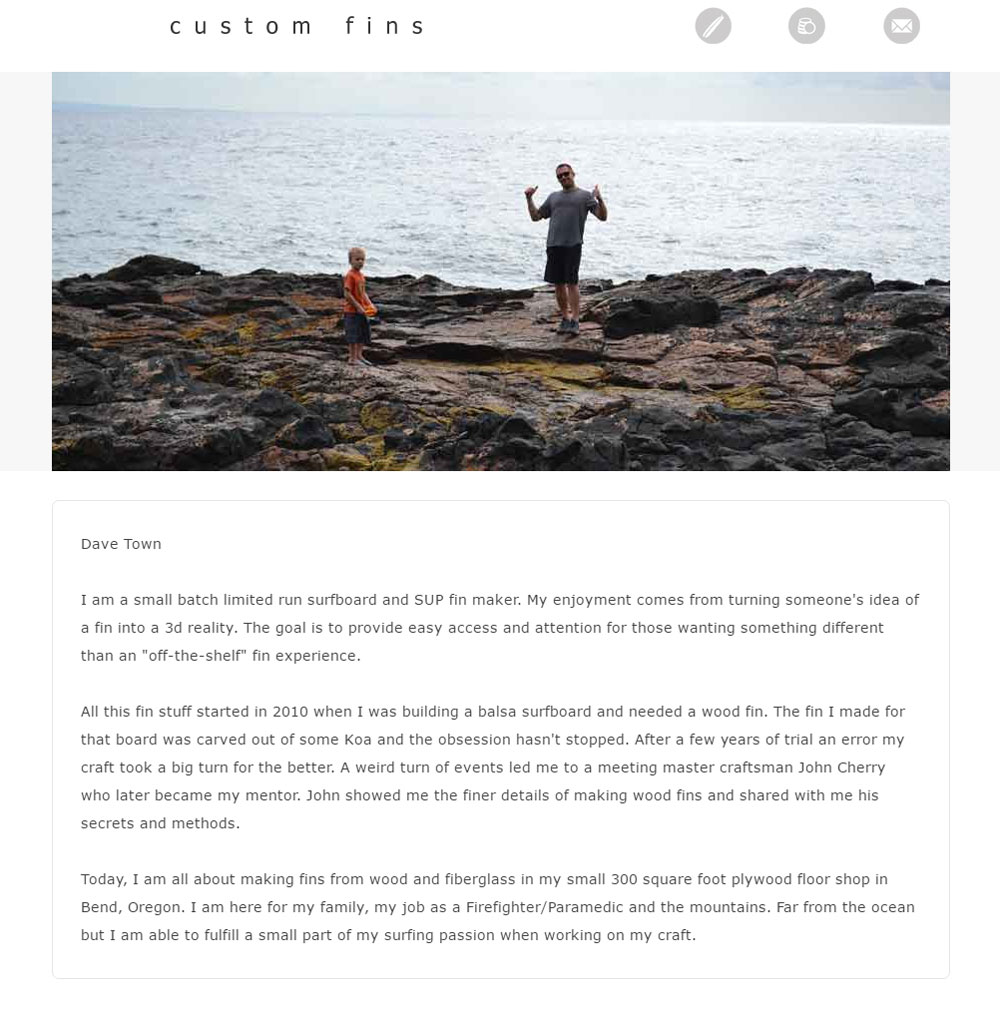 custom fins
Dave Town
I am a small batch limited run surfboard and SUP fin maker. My enjoyment comes from turning someone's idea of
a fin into a 3d reality. The goal is to provide easy access and attention for those wanting something different
than an "off-the-shelf" fin experience.
All this fin stuff started in 2010 when I was building a balsa surfboard and needed a wood fin. The fin I made for
that board was carved out of some Koa and the obsession hasn't stopped. After a few years of trial an error my
craft took a big turn for the better. A weird turn of events led me to a meeting master craftsman John Cherry
who later became my mentor. John showed me the finer details of making wood fins and shared with me his
secrets and methods.
Today, I am all about making fins from wood and fiberglass in my small 300 square foot plywood floor shop in
Bend, Oregon. I am here for my family, my job as a Firefighter/Paramedic and the mountains. Far from the ocean
but I am able to fulfill a small part of my surfing passion when working on my craft.